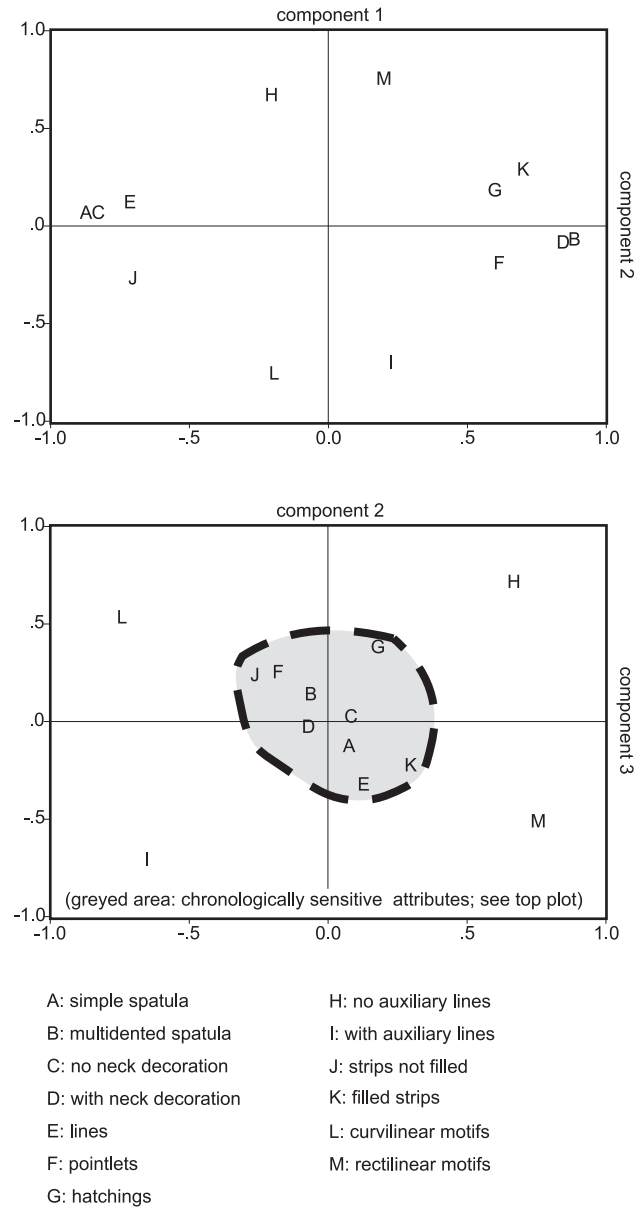 component 1
1.0
M
H
.5
K
G
E
AC
.0
B
D
F
J
component 2
-.5
I
L
-1.0
-1.0 -.5 0.0 .5 1.0
component 2
1.0
H
L
.5
G
J F
B
C
.0
D
A
K
E
component 3
-.5
M
I
(greyed area: chronologically sensitive attributes; see top plot)
-1.0
-1.0 -.5 0.0 .5 1.0
A: simple spatula
B: multidented spatula
C: no neck decoration
D: with neck decoration
E: lines
F: pointlets
G: hatchings
H: no auxiliary lines
I: with auxiliary lines
J: strips not filled
K: filled strips
L: curvilinear motifs
M: rectilinear motifs